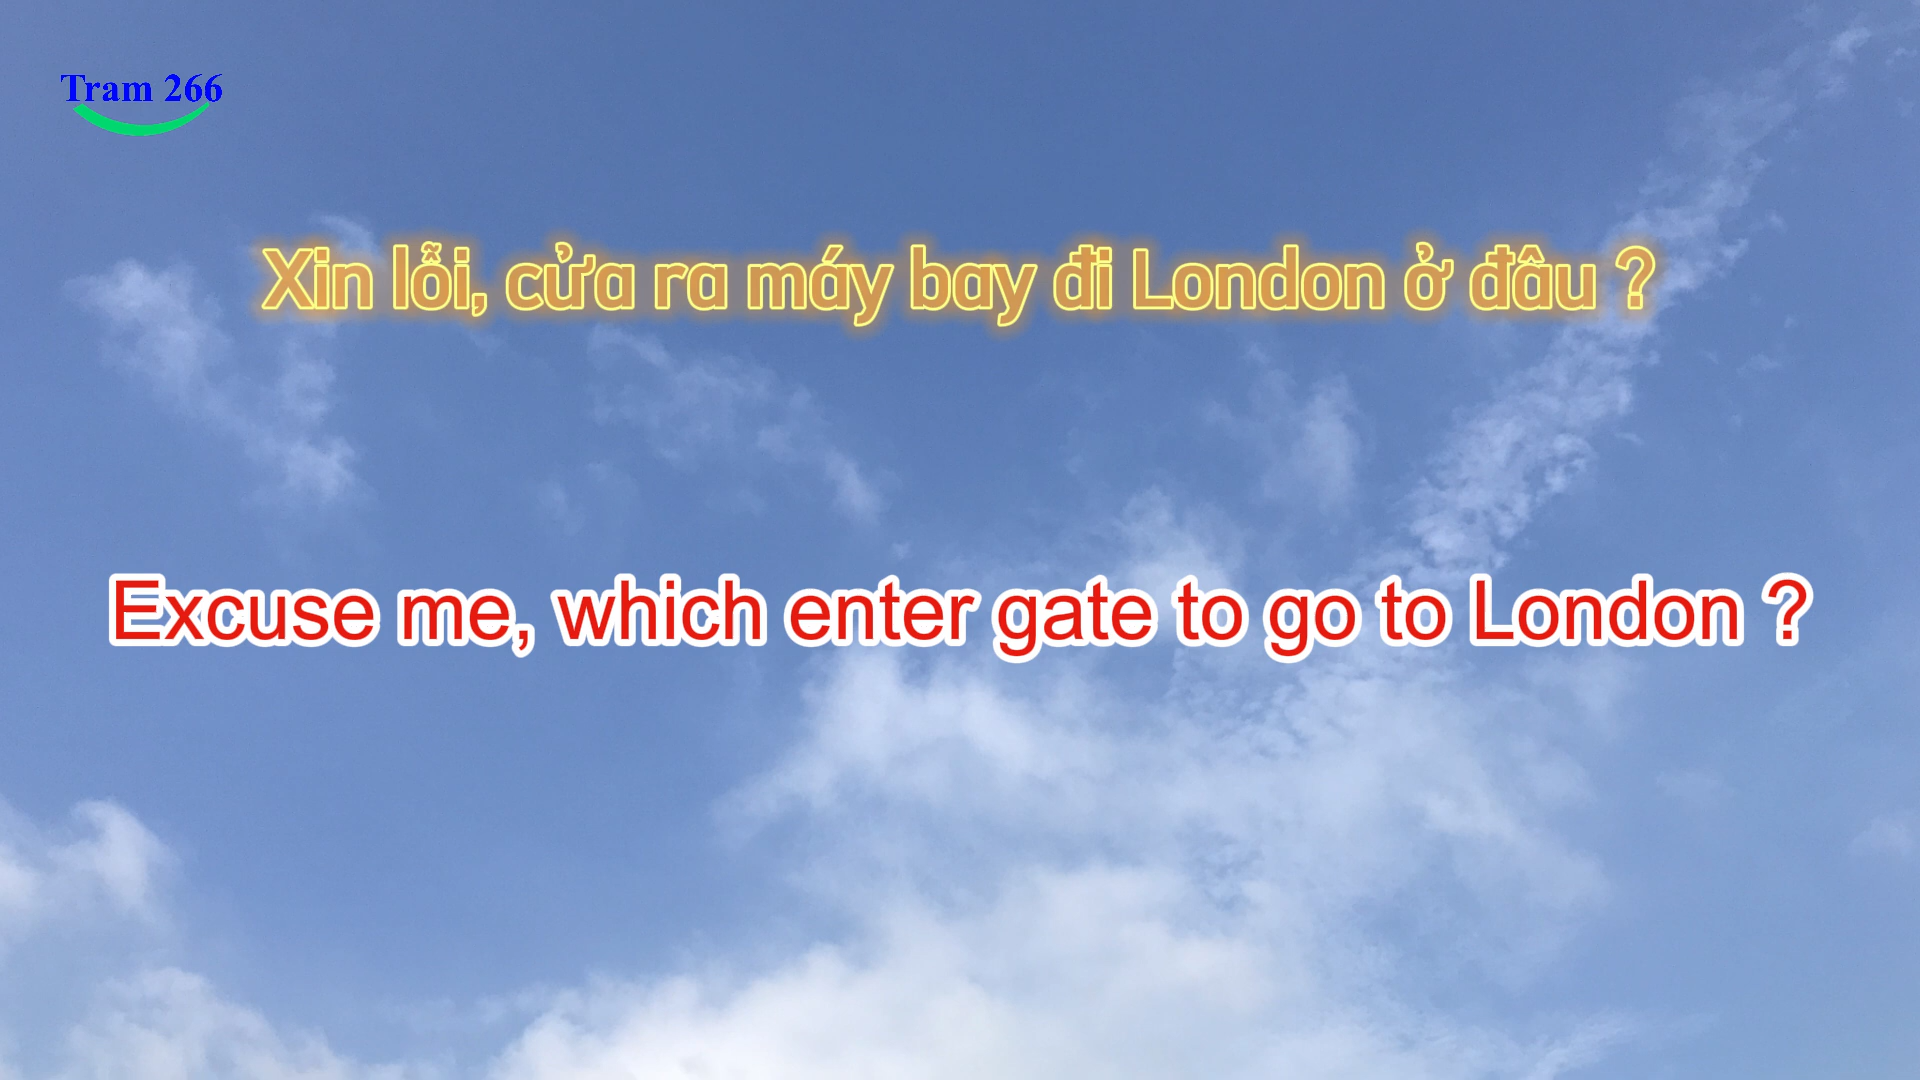 Tram 266
Xin lỗi, cửa ra máy bay đi London ở đâu ?
Excuse me, which enter gate to go to London ?